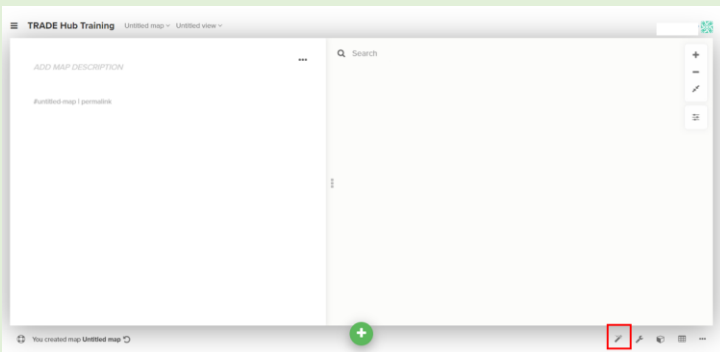 TRADE Hub Training Untitled map Untitled view
ADD MAP DESCRIPTION
Search
#untitled-map | permalink
You created map Untitled map